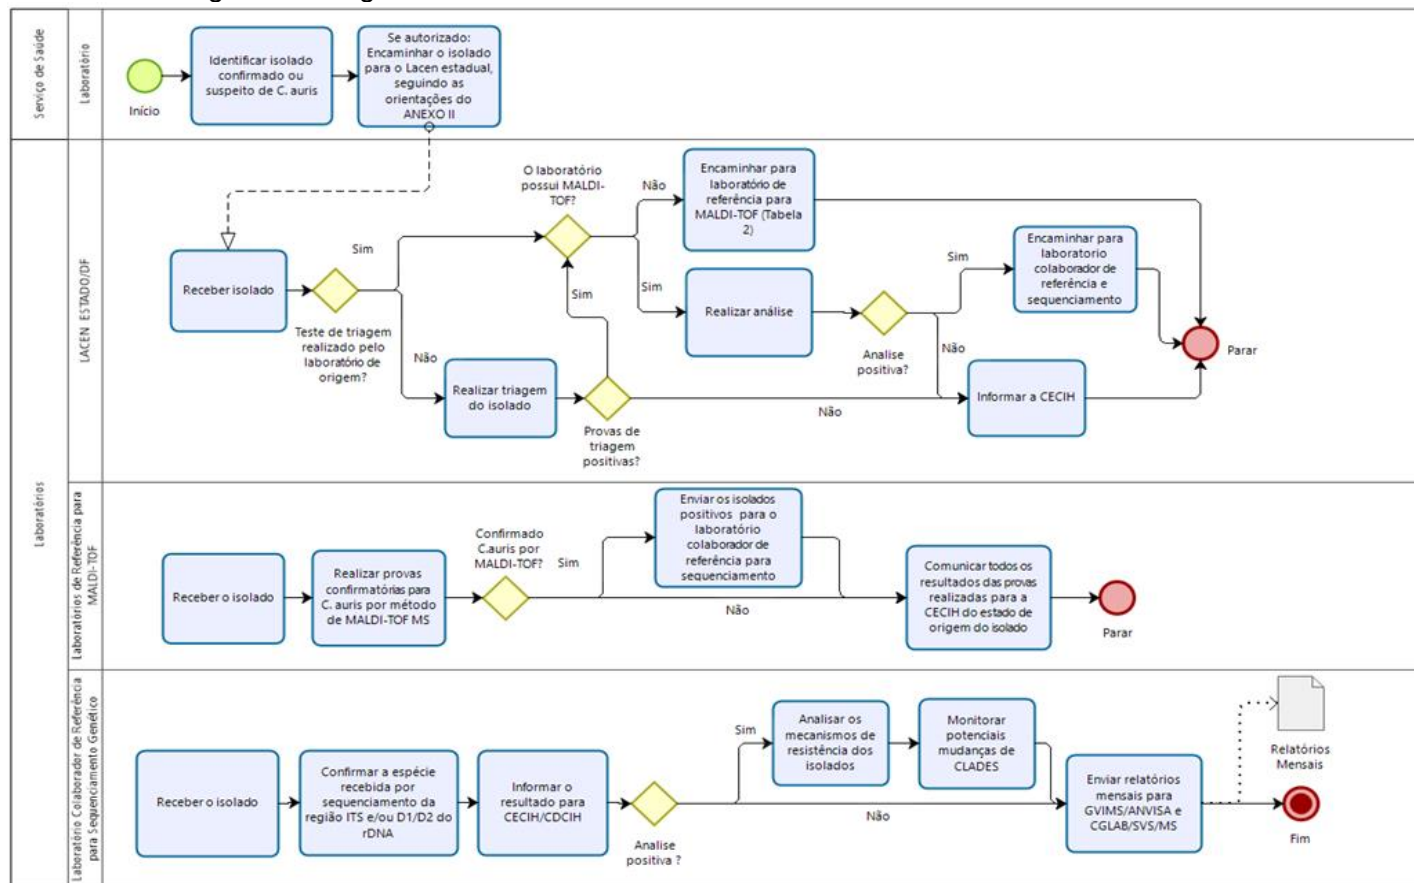 Serviço de Saúde
Laboratório
Início
Identificar isolado
confirmado ou
suspeito de C. auris
Se autorizado:
Encaminhar o isolado
para o Lacen estadual,
seguindo as
orientações do
ANEXO II
Laboratórios
LACEN ESTADO/DF
Receber isolado
Sim
Teste de triagem
realizado pelo
laboratório de
origem?
Não
Realizar triagem
do isolado
O laboratório
possui MALDI-
TOF?
Sim
Provas de
triagem
positivas?
Não
Sim
Não
Encaminhar para
laboratório de
referência para
MALDI-TOF (Tabela
2)
Realizar análise
Analise
positiva?
Sim
Não
Encaminhar para
laboratorio
colaborador de
referência e
sequenciamento
Informar a CECIH
Parar
Laboratórios de Referência para
MALDI-TOF
Receber o isolado
Realizar provas
confirmatórias para
C. auris por método
de MALDI-TOF MS
Confirmado
C.auris por
MALDI-TOF?
Sim
Não
Enviar os isolados
positivos para o
laboratório
colaborador de
referência para
sequenciamento
Comunicar todos os
resultados das provas
realizadas para a
CECIH do estado de
origem do isolado
Parar
Laboratório Colaborador de Referência
para Sequenciamento Genético
Receber o isolado
Confirmar a espécie
recebida por
sequenciamento da
região ITS e/ou D1/D2 do
rDNA
Informar o
resultado para
CECIH/CDCIH
Analise
positiva ?
Sim
Não
Analisar os
mecanismos de
resistência dos
isolados
Monitorar
potenciais
mudanças de
CLADES
Enviar relatórios
mensais para
GVIMS/ANVISA e
CGLAB/SVS/MS
Relatórios
Mensais
Fim